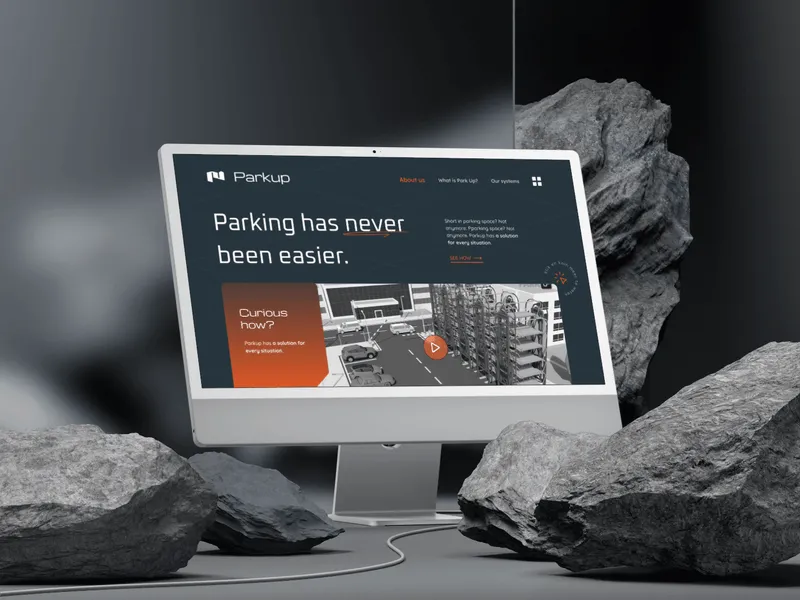 Parkup
About us
What is Park Up?
Our systems
Parking has never
been easier.
Short in parking space? Not
anymore. Parking space? Not
anymore. Parkup has a solution
for every situation.
SEE HOW
Curious
how?
Parkup has a solution for
every situation.